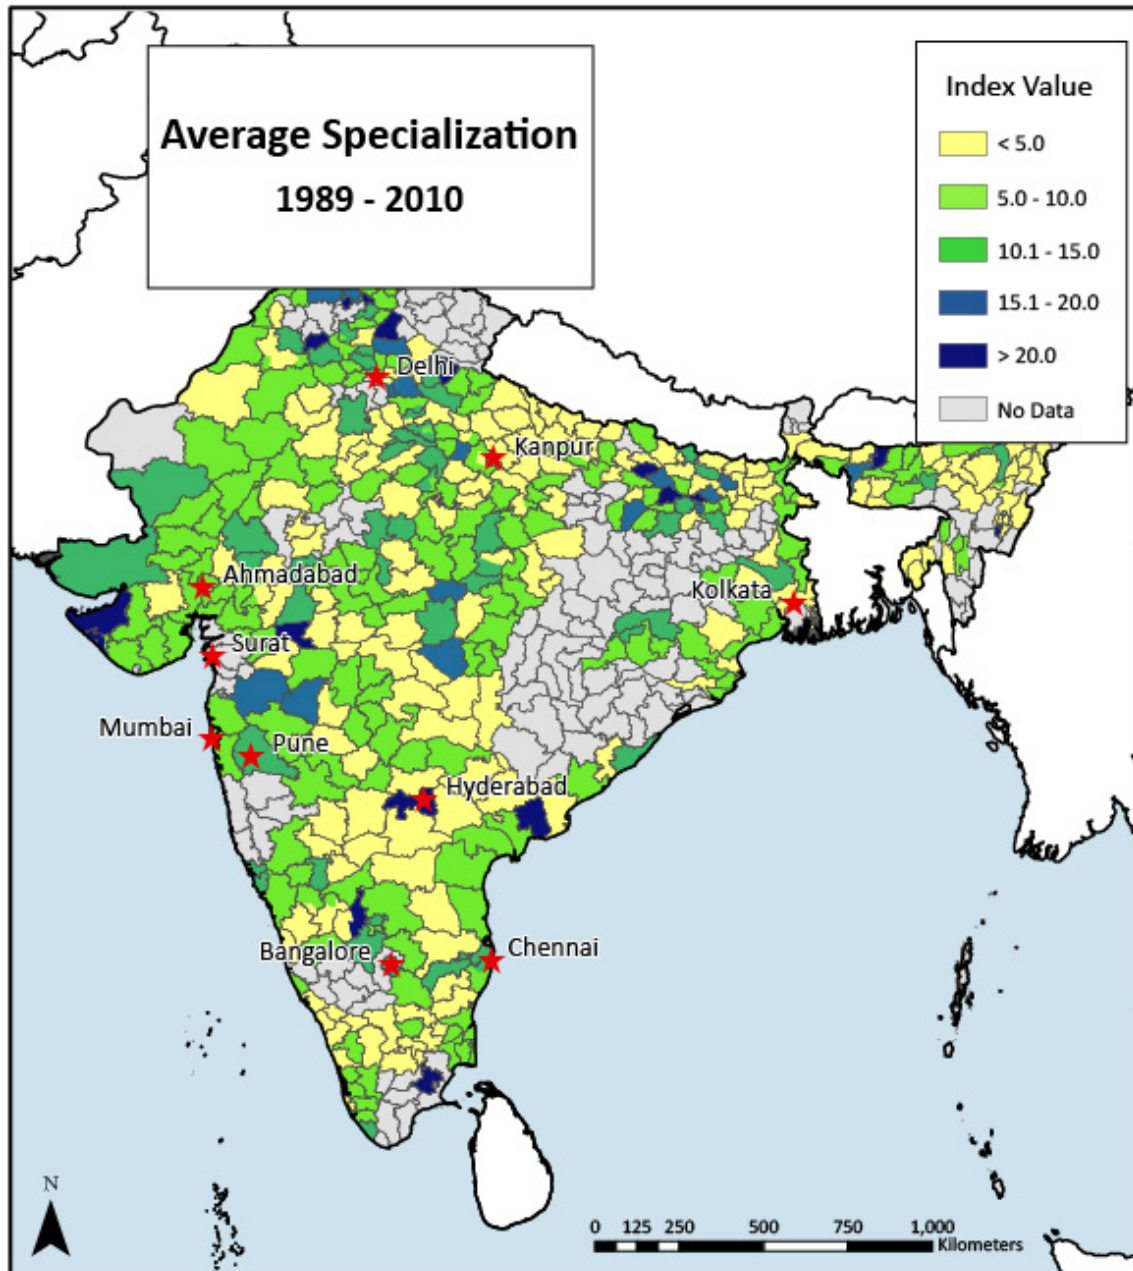 Average Specialization
1989 - 2010
Index Value
< 5.0
5.0 - 10.0
10.1 - 15.0
15.1 - 20.0
> 20.0
No Data
Delhi
Kanpur
Ahmadabad
Kolkata
Surat
Mumbai
Pune
Hyderabad
Bangalore
Chennai
N
0 125 250 500 750 1,000
Kilometers